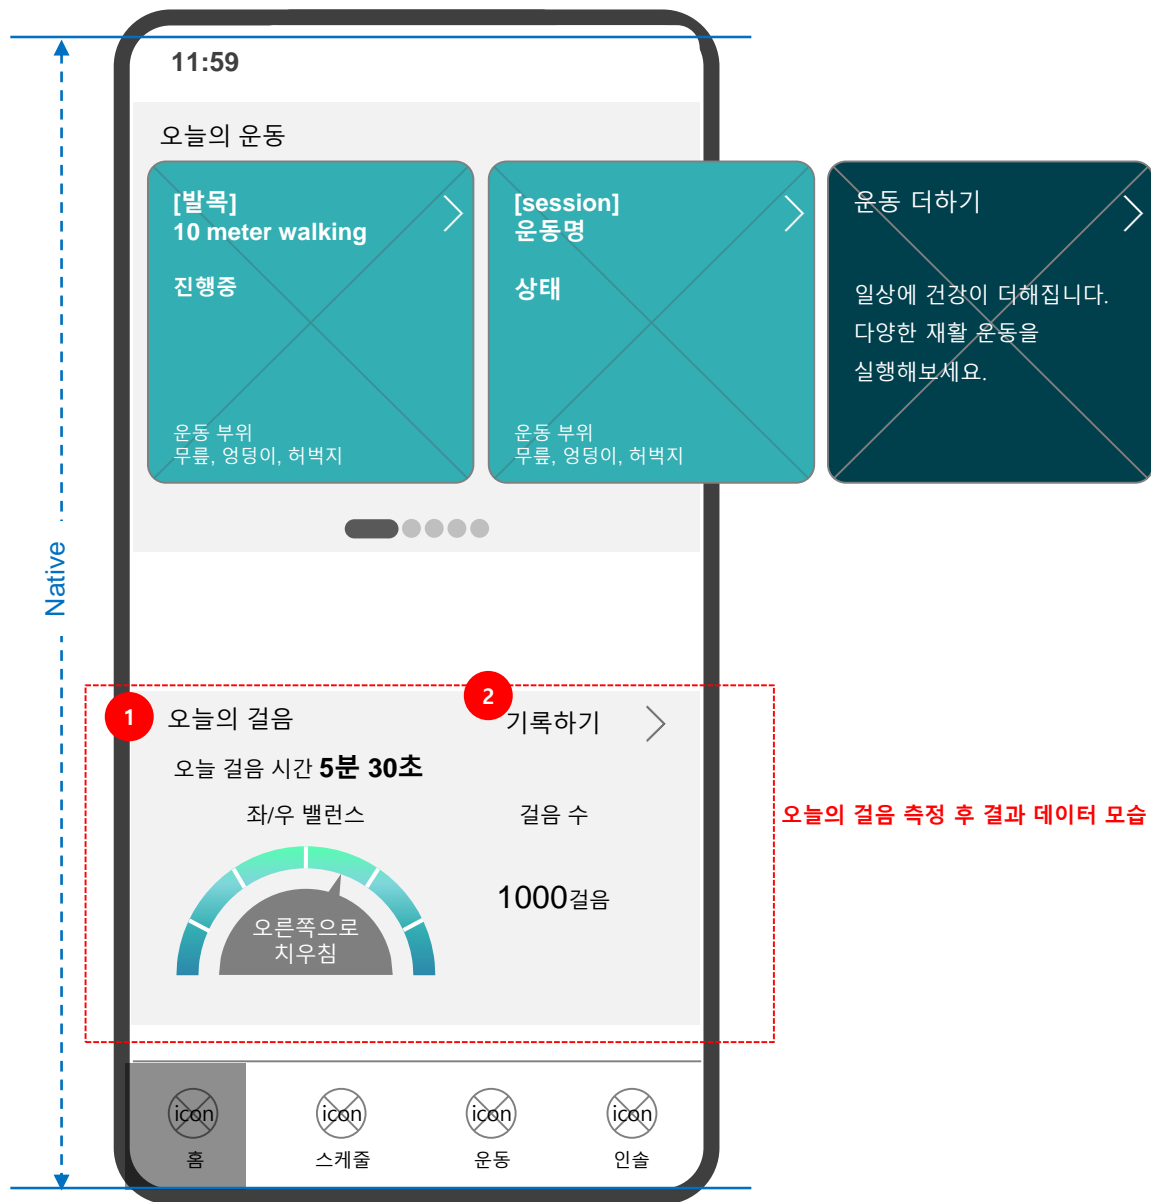 11:59
오늘의 운동
[발목]
10 meter walking
진행중
운동 부위
무릎, 엉덩이, 허벅지
[session]
운동명
상태
운동 부위
무릎, 엉덩이, 허벅지
운동 더하기
일상에 건강이 더해집니다.
다양한 재활 운동을
실행해보세요.
Native
1
오늘의 걸음
2
기록하기
오늘 걸음 시간 5분 30초
좌/우 밸런스
걸음 수
오른쪽으로
치우침
1000걸음
오늘의 걸음 측정 후 결과 데이터 모습
icon
홈
icon
스케줄
icon
운동
icon
인솔